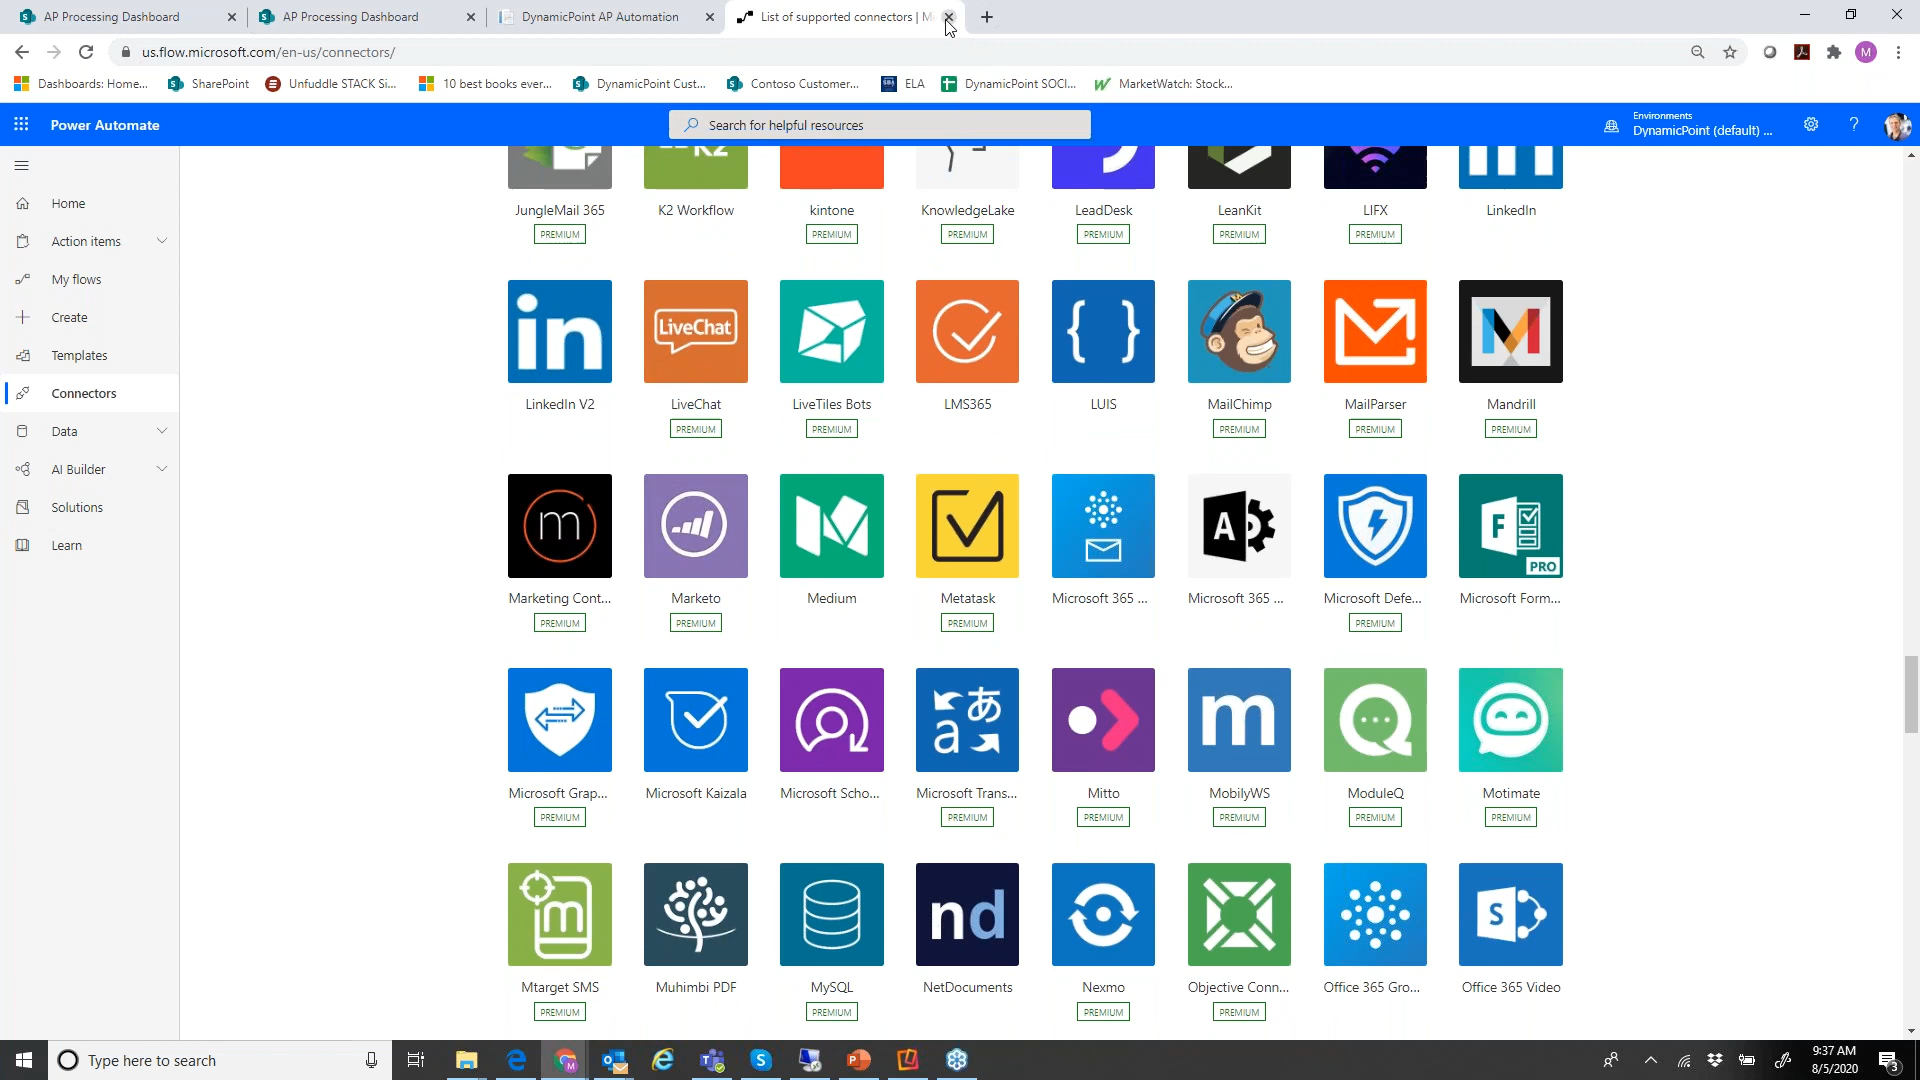 AP Processing Dashboard
AP Processing Dashboard
DynamicPoint AP Automation
List of supported connectors | Mi
us.flow.microsoft.com/en-us/connectors/
M
Dashboards: Home...
SharePoint
Unfuddle STACK Si...
10 best books ever...
DynamicPoint Cust...
Contoso Customer...
ELA
DynamicPoint SOCI...
MarketWatch: Stock...
Power Automate
Search for helpful resources
Environments
DynamicPoint (default) ...
Home
Action items
My flows
Create
Templates
Connectors
Data
AI Builder
Solutions
Learn
K2
JungleMail 365
K2 Workflow
kintone
KnowledgeLake
LeadDesk
LeanKit
LIFX
LinkedIn
PREMIUM
PREMIUM
PREMIUM
PREMIUM
PREMIUM
PREMIUM
in
LiveChat
{ }
LinkedIn V2
LiveChat
LiveTiles Bots
LMS365
LUIS
MailChimp
MailParser
Mandrill
PREMIUM
PREMIUM
PREMIUM
PREMIUM
PREMIUM
m
A
F
PRO
Marketing Cont...
Marketo
Medium
Metatask
Microsoft 365 ...
Microsoft 365 ...
Microsoft Defe...
Microsoft Form...
PREMIUM
PREMIUM
PREMIUM
PREMIUM
a あ
m
Microsoft Grap...
Microsoft Kaizala
Microsoft Scho...
Microsoft Trans...
Mitto
MobilyWS
ModuleQ
Motimate
PREMIUM
PREMIUM
PREMIUM
PREMIUM
PREMIUM
PREMIUM
m
nd
S
Mtarget SMS
Muhimbi PDF
MySQL
NetDocuments
Nexmo
Objective Conn...
Office 365 Gro...
Office 365 Video
PREMIUM
PREMIUM
PREMIUM
PREMIUM
Type here to search
9:37 AM
8/5/2020
3